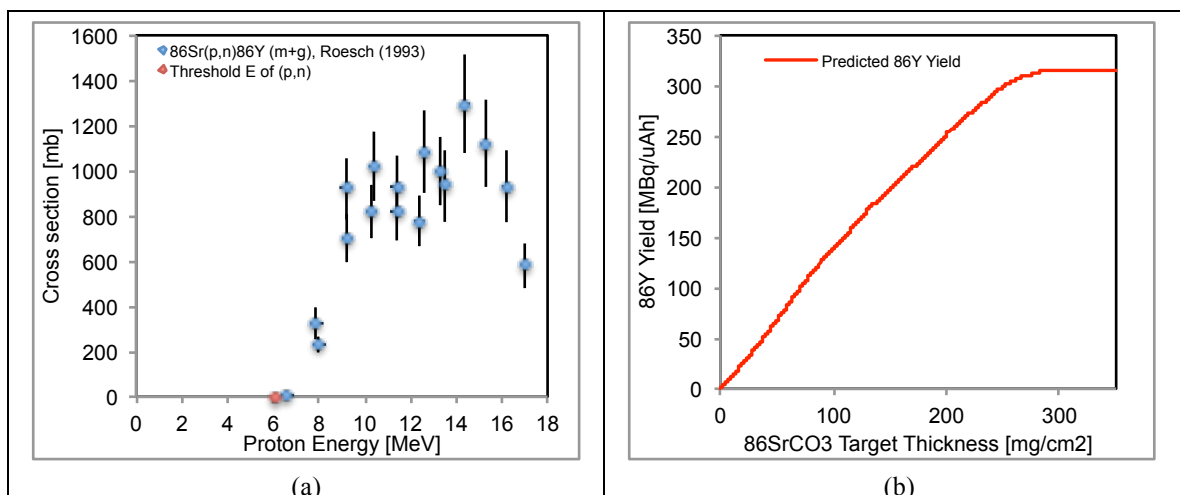 1600
1400
1200
1000
800
600
400
200
0
Cross section [mb]
86Sr(p,n)86Y (m+g), Roesch (1993)
Threshold E of (p,n)
0 2 4 6 8 10 12 14 16 18
Proton Energy [MeV]
(a)
350
300
250
200
150
100
50
0
86Y Yield [MBq/uAh]
Predicted 86Y Yield
0 100 200 300
86SrCO3 Target Thickness [mg/cm2]
(b)